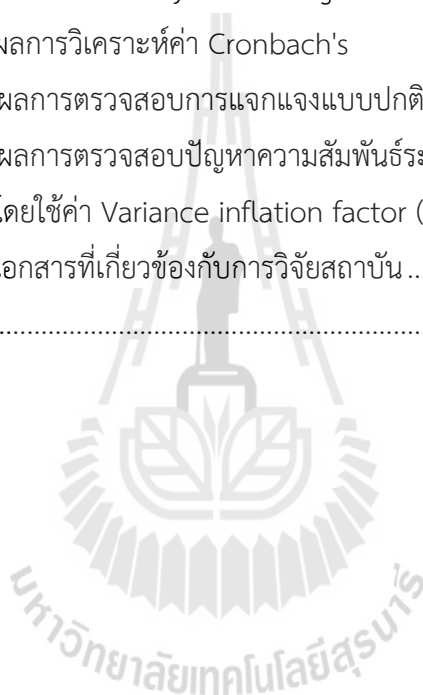 ผลการวิเคราะห์ค่า Cronbach's
ผลการตรวจสอบการแจกแจงแบบปกติ
ผลการตรวจสอบปัญหาความสัมพันธ์ระ
โดยใช้ค่า Variance inflation factor (
เอกสารที่เกี่ยวข้องกับการวิจัยสถาบัน ..
....................................................
มหาวิทยาลัยเทคโนโลยีสุรนารี